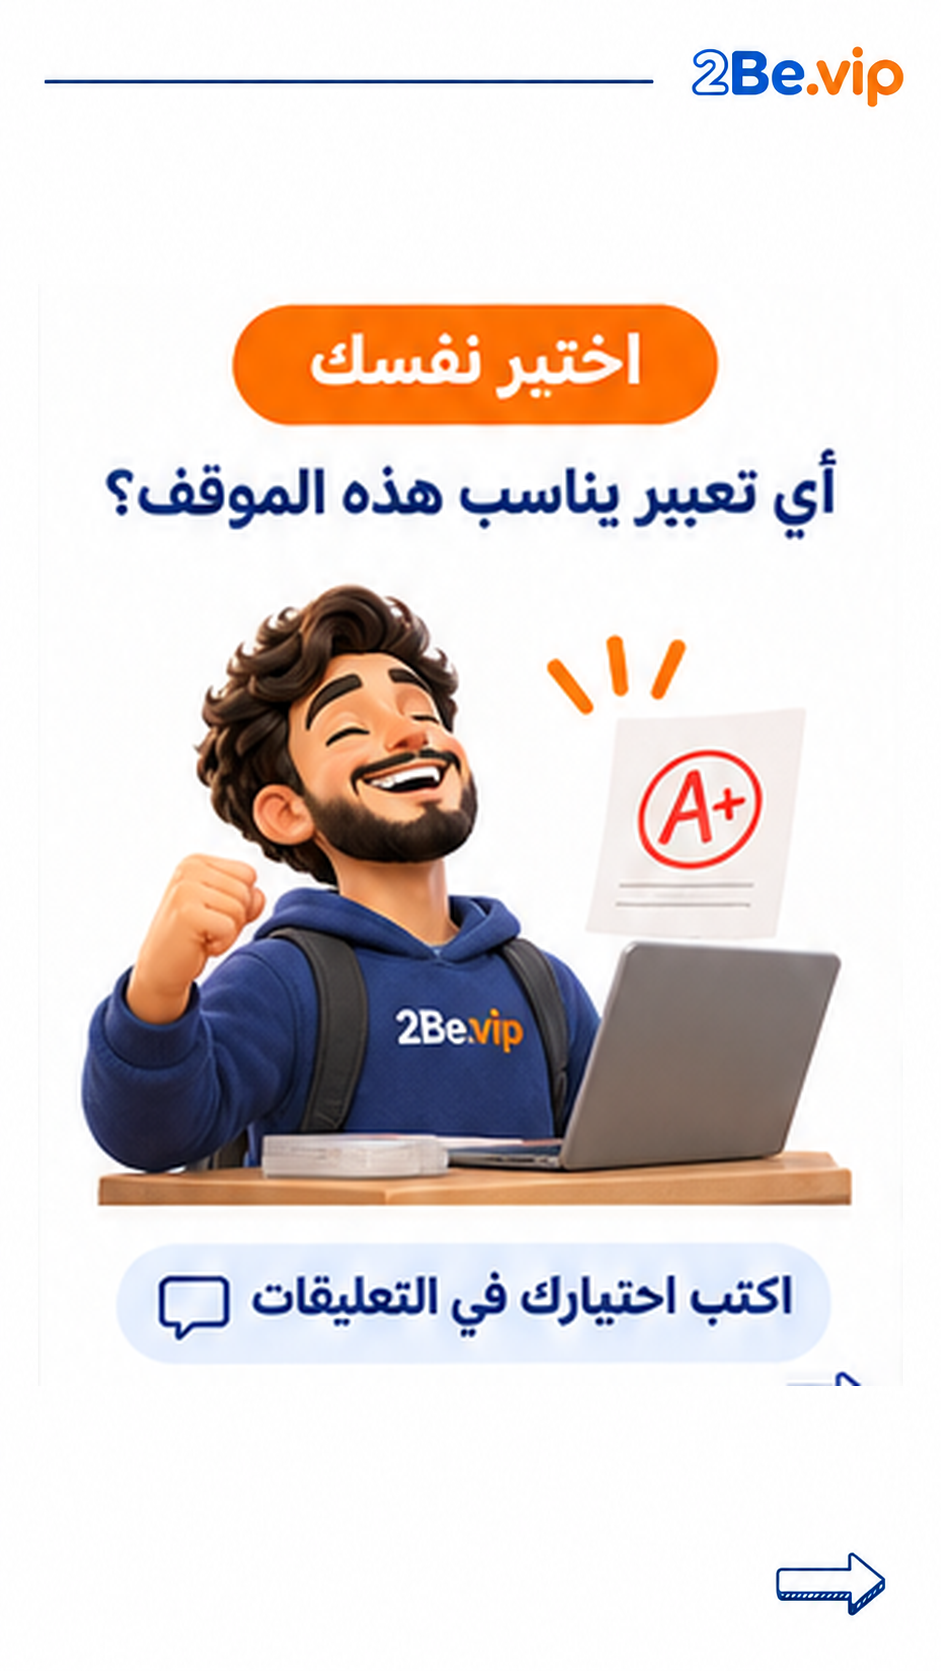 2Be.vip
اختير نفسك
أي تعبير يناسب هذه الموقف؟
A+
2Be.vip
اكتب احتيارك في التعليقات